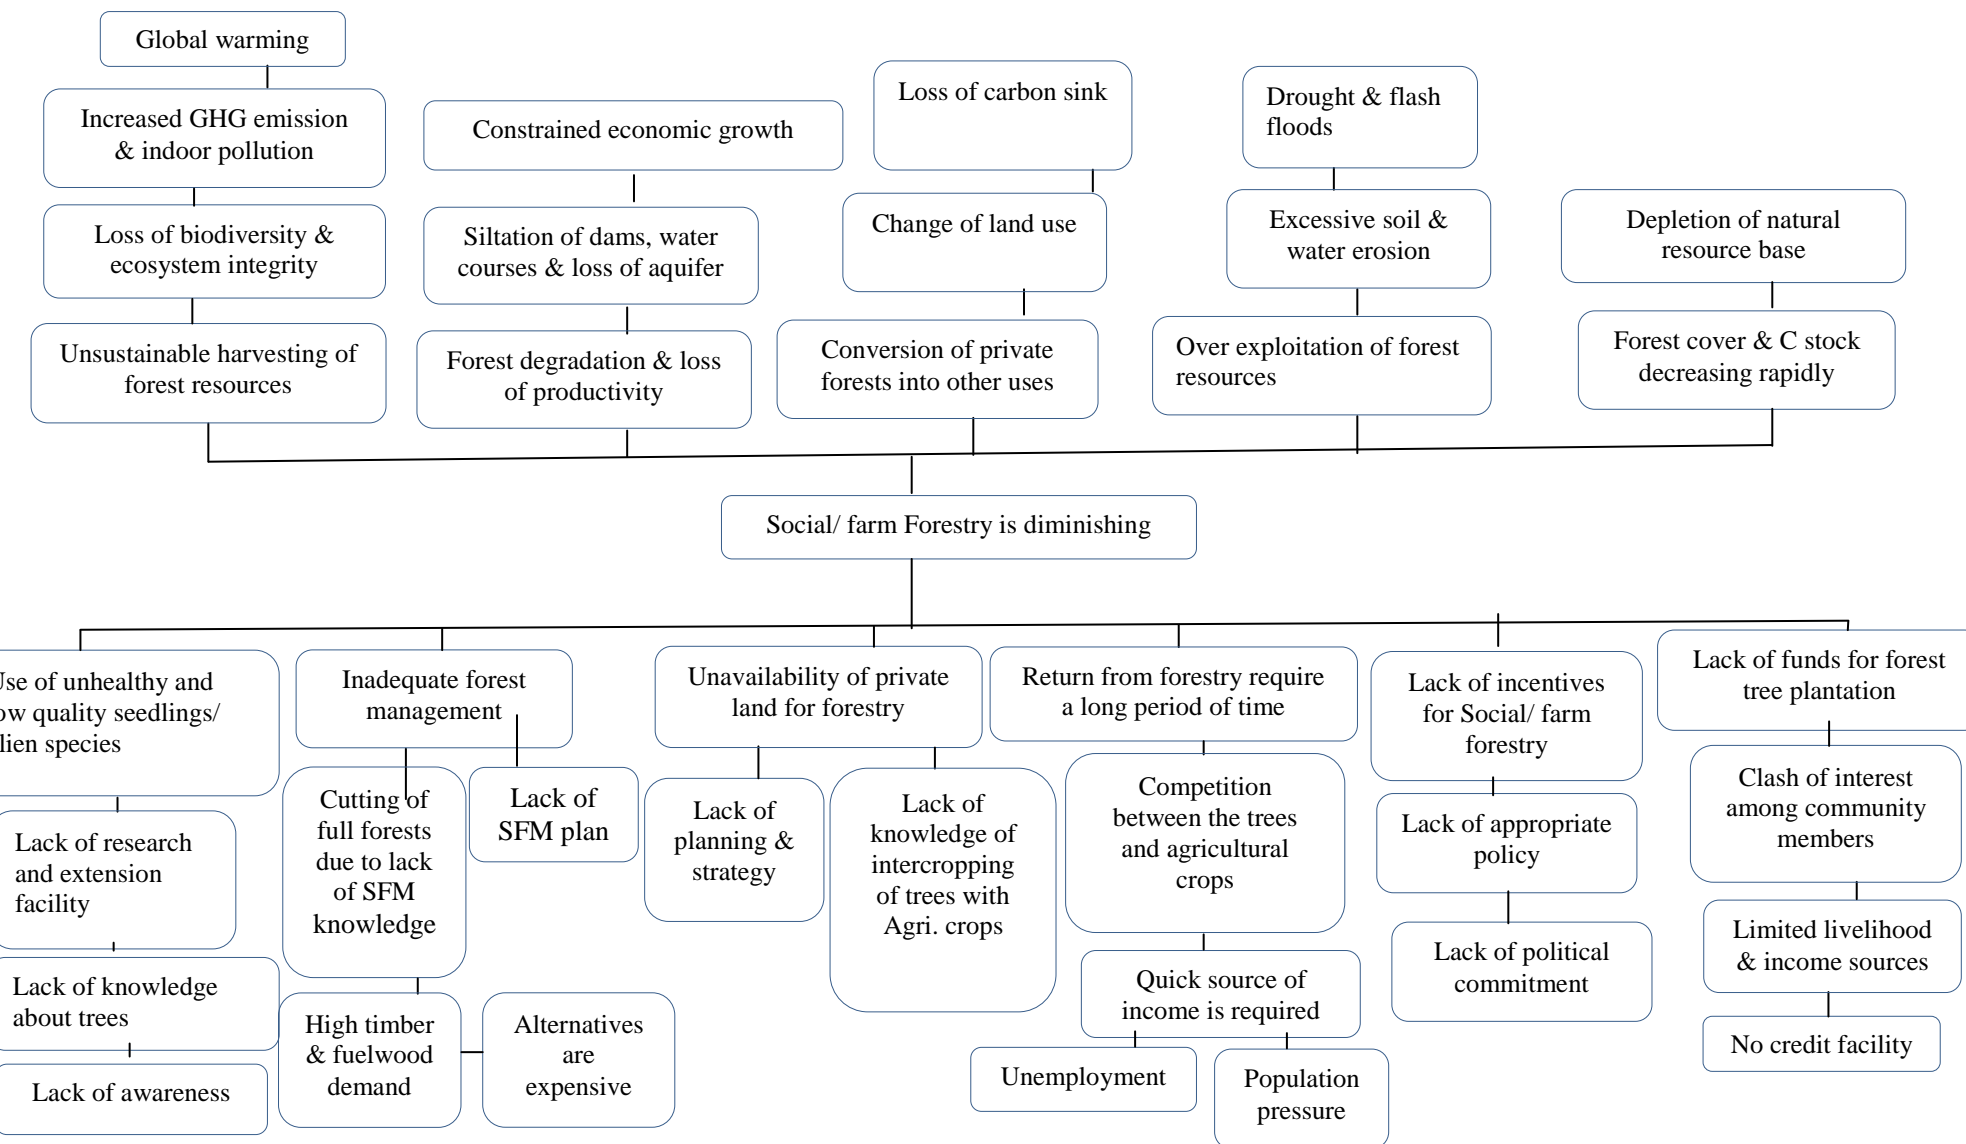 Global warming
Increased GHG emission
& indoor pollution
Loss of biodiversity &
ecosystem integrity
Unsustainable harvesting of
forest resources
Constrained economic growth
Siltation of dams, water
courses & loss of aquifer
Forest degradation & loss
of productivity
Loss of carbon sink
Change of land use
Conversion of private
forests into other uses
Drought & flash
floods
Excessive soil &
water erosion
Over exploitation of forest
resources
Depletion of natural
resource base
Forest cover & C stock
decreasing rapidly
Social/ farm Forestry is diminishing
Use of unhealthy and
low quality seedlings/
alien species
Lack of research
and extension
facility
Lack of knowledge
about trees
Lack of awareness
Inadequate forest
management
Cutting of
full forests
due to lack
of SFM
knowledge
Lack of
SFM plan
High timber
& fuelwood
demand
Alternatives
are
expensive
Unavailability of private
land for forestry
Lack of
planning &
strategy
Lack of
knowledge of
intercropping
of trees with
Agri. crops
Return from forestry require
a long period of time
Competition
between the trees
and agricultural
crops
Quick source of
income is required
Unemployment
Population
pressure
Lack of incentives
for Social/ farm
forestry
Lack of appropriate
policy
Lack of political
commitment
Lack of funds for forest
tree plantation
Clash of interest
among community
members
Limited livelihood
& income sources
No credit facility